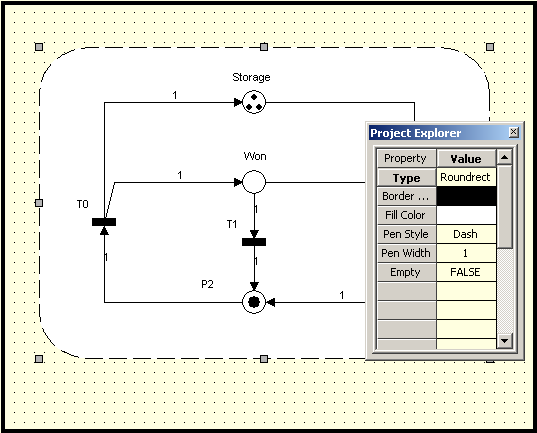 Storage
1
Project Explorer
Property Value
Type Roundrect
Border ...
Fill Color
Pen Style Dash
Pen Width 1
Empty FALSE
Won
1
T0
1
T1
1
1
P2
1